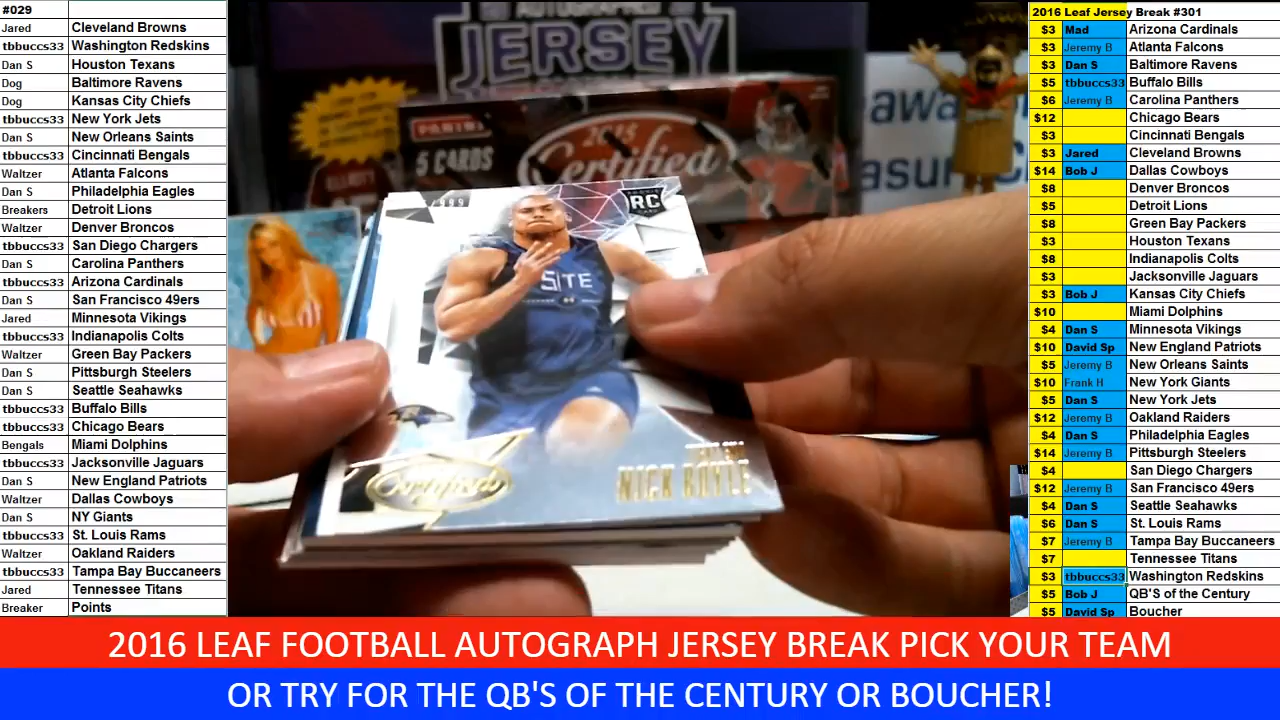 #029
Jared Cleveland Browns
tbbuccs33 Washington Redskins
Dan S Houston Texans
Dog Baltimore Ravens
Dog Kansas City Chiefs
tbbuccs33 New York Jets
Dan S New Orleans Saints
tbbuccs33 Cincinnati Bengals
Waltzer Atlanta Falcons
Dan S Philadelphia Eagles
Breakers Detroit Lions
Waltzer Denver Broncos
tbbuccs33 San Diego Chargers
Dan S Carolina Panthers
tbbuccs33 Arizona Cardinals
Dan S San Francisco 49ers
Jared Minnesota Vikings
tbbuccs33 Indianapolis Colts
Waltzer Green Bay Packers
Dan S Pittsburgh Steelers
Dan S Seattle Seahawks
tbbuccs33 Buffalo Bills
tbbuccs33 Chicago Bears
Bengals Miami Dolphins
tbbuccs33 Jacksonville Jaguars
Dan S New England Patriots
Waltzer Dallas Cowboys
Dan S NY Giants
tbbuccs33 St. Louis Rams
Waltzer Oakland Raiders
tbbuccs33 Tampa Bay Buccaneers
Jared Tennessee Titans
Breaker Points
AUTOGRAPHED
JERSEY
PANINI
5 CARDS
2015
Certified
/999
RC
SITE
Certified
NICK BOYLE
2016 Leaf Jersey Break #301
$3 Mad Arizona Cardinals
$3 Jeremy B Atlanta Falcons
$3 Dan S Baltimore Ravens
$5 tbbuccs33 Buffalo Bills
$6 Jeremy B Carolina Panthers
$12 Chicago Bears
$3 Cincinnati Bengals
$3 Jared Cleveland Browns
$14 Bob J Dallas Cowboys
$8 Denver Broncos
$5 Detroit Lions
$8 Green Bay Packers
$3 Houston Texans
$8 Indianapolis Colts
$3 Jacksonville Jaguars
$3 Bob J Kansas City Chiefs
$10 Miami Dolphins
$4 Dan S Minnesota Vikings
$10 David Sp New England Patriots
$5 Jeremy B New Orleans Saints
$10 Frank H New York Giants
$5 Dan S New York Jets
$12 Jeremy B Oakland Raiders
$4 Dan S Philadelphia Eagles
$14 Jeremy B Pittsburgh Steelers
$4 San Diego Chargers
$12 Jeremy B San Francisco 49ers
$4 Dan S Seattle Seahawks
$6 Dan S St. Louis Rams
$7 Jeremy B Tampa Bay Buccaneers
$7 Tennessee Titans
$3 tbbuccs33 Washington Redskins
$5 Bob J QB'S of the Century
$5 David Sp Boucher
2016 LEAF FOOTBALL AUTOGRAPH JERSEY BREAK PICK YOUR TEAM
OR TRY FOR THE QB'S OF THE CENTURY OR BOUCHER!